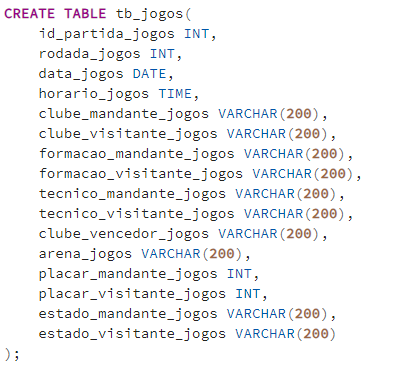 CREATE TABLE tb_jogos(
    id_partida_jogos INT,
    rodada_jogos INT,
    data_jogos DATE,
    horario_jogos TIME,
    clube_mandante_jogos VARCHAR(200),
    clube_visitante_jogos VARCHAR(200),
    formacao_mandante_jogos VARCHAR(200),
    formacao_visitante_jogos VARCHAR(200),
    tecnico_mandante_jogos VARCHAR(200),
    tecnico_visitante_jogos VARCHAR(200),
    clube_vencedor_jogos VARCHAR(200),
    arena_jogos VARCHAR(200),
    placar_mandante_jogos INT,
    placar_visitante_jogos INT,
    estado_mandante_jogos VARCHAR(200),
    estado_visitante_jogos VARCHAR(200)
);